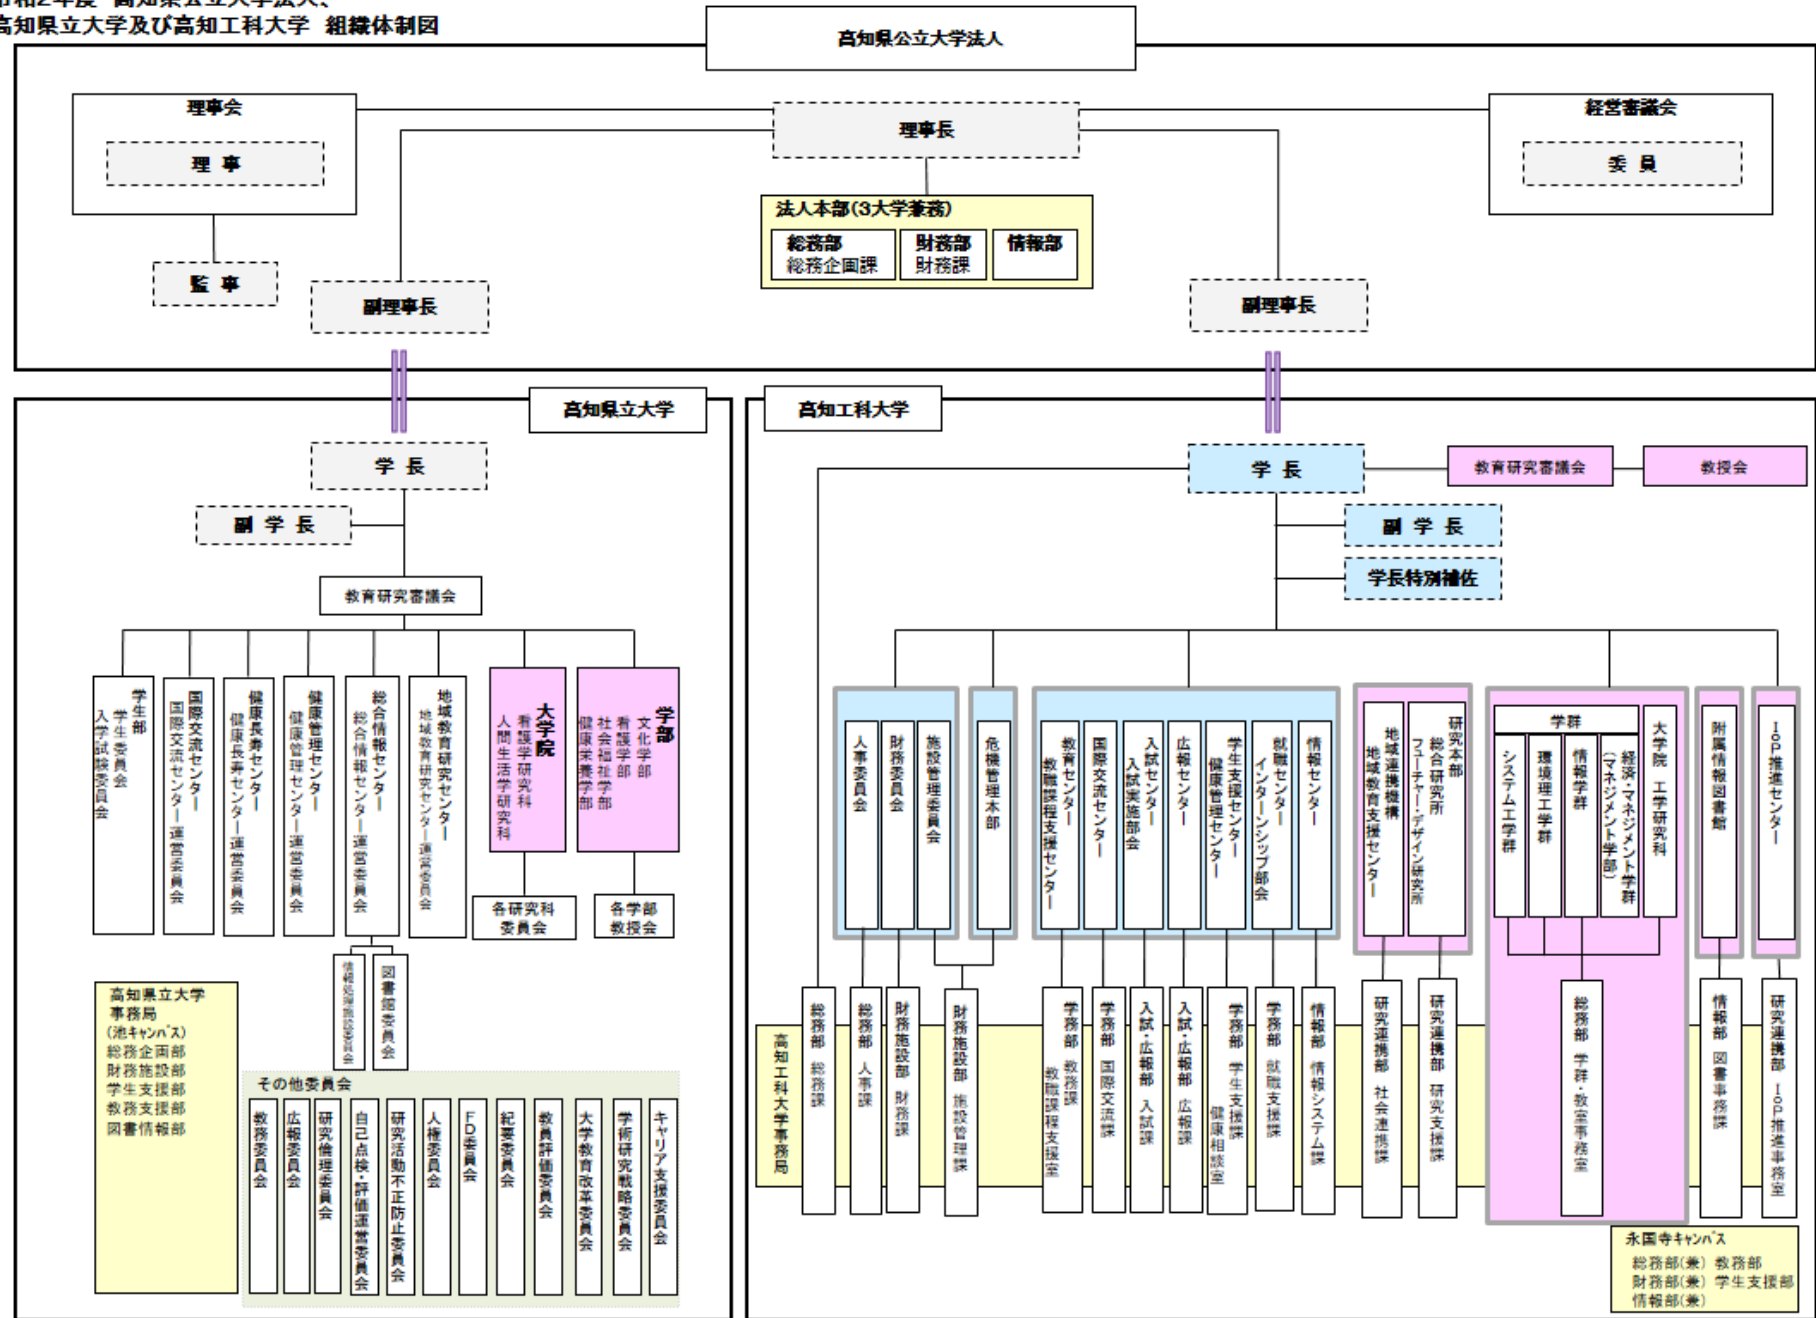 令和2年度 高知県公立大学法人、
高知県立大学及び高知工科大学 組織体制図
高知県公立大学法人
理事会
理 事
監 事
理事長
経営審議会
委 員
法人本部(3大学兼務)
総務部
総務企画課
財務部
財務課
情報部
副理事長
副理事長
高知県立大学
学 長
副 学 長
教育研究審議会
学生部
学生委員会
入学試験委員会
国際交流センター
国際交流センター運営委員会
健康長寿センター
健康長寿センター運営委員会
健康管理センター
健康管理センター運営委員会
総合情報センター
総合情報センター運営委員会
地域教育研究センター
地域教育研究センター運営委員会
大学院
看護学研究科
人間生活学研究科
学部
文化学部
看護学部
社会福祉学部
健康栄養学部
各研究科
委員会
各学部
教授会
情報処理施設委員会
図書館委員会
高知県立大学
事務局
(池キャンパス)
総務企画部
財務施設部
学生支援部
教務支援部
図書情報部
その他委員会
教務委員会
広報委員会
研究倫理委員会
自己点検・評価運営委員会
研究活動不正防止委員会
人権委員会
FD委員会
紀要委員会
教員評価委員会
大学教育改革委員会
学術研究戦略委員会
キャリア支援委員会
高知工科大学
学 長
教育研究審議会
教授会
副 学 長
学長特別補佐
人事委員会
財務委員会
施設管理委員会
危機管理本部
教育センター
教職課程支援センター
国際交流センター
入試センター
入試実施部会
広報センター
学生支援センター
健康管理センター
就職センター
インターンシップ部会
情報センター
地域連携機構
地域教育支援センター
研究本部
総合研究所
フューチャー・デザイン研究所
学群
システム工学群
環境理工学群
情報学群
経済・マネジメント学群
(マネジメント学部)
大学院 工学研究科
附属情報図書館
IoP推進センター
高知工科大学事務局
総務部 総務課
総務部 人事課
財務施設部 財務課
財務施設部 施設管理課
学務部 教務課
教職課程支援室
学務部 国際交流課
入試・広報部 入試課
入試・広報部 広報課
学務部 学生支援課
健康相談室
学務部 就職支援課
情報部 情報システム課
研究連携部 社会連携課
研究連携部 研究支援課
総務部 学群・教室事務室
情報部 図書事務課
研究連携部 IoP推進事務室
永国寺キャンパス
総務部(兼) 教務部
財務部(兼) 学生支援部
情報部(兼)